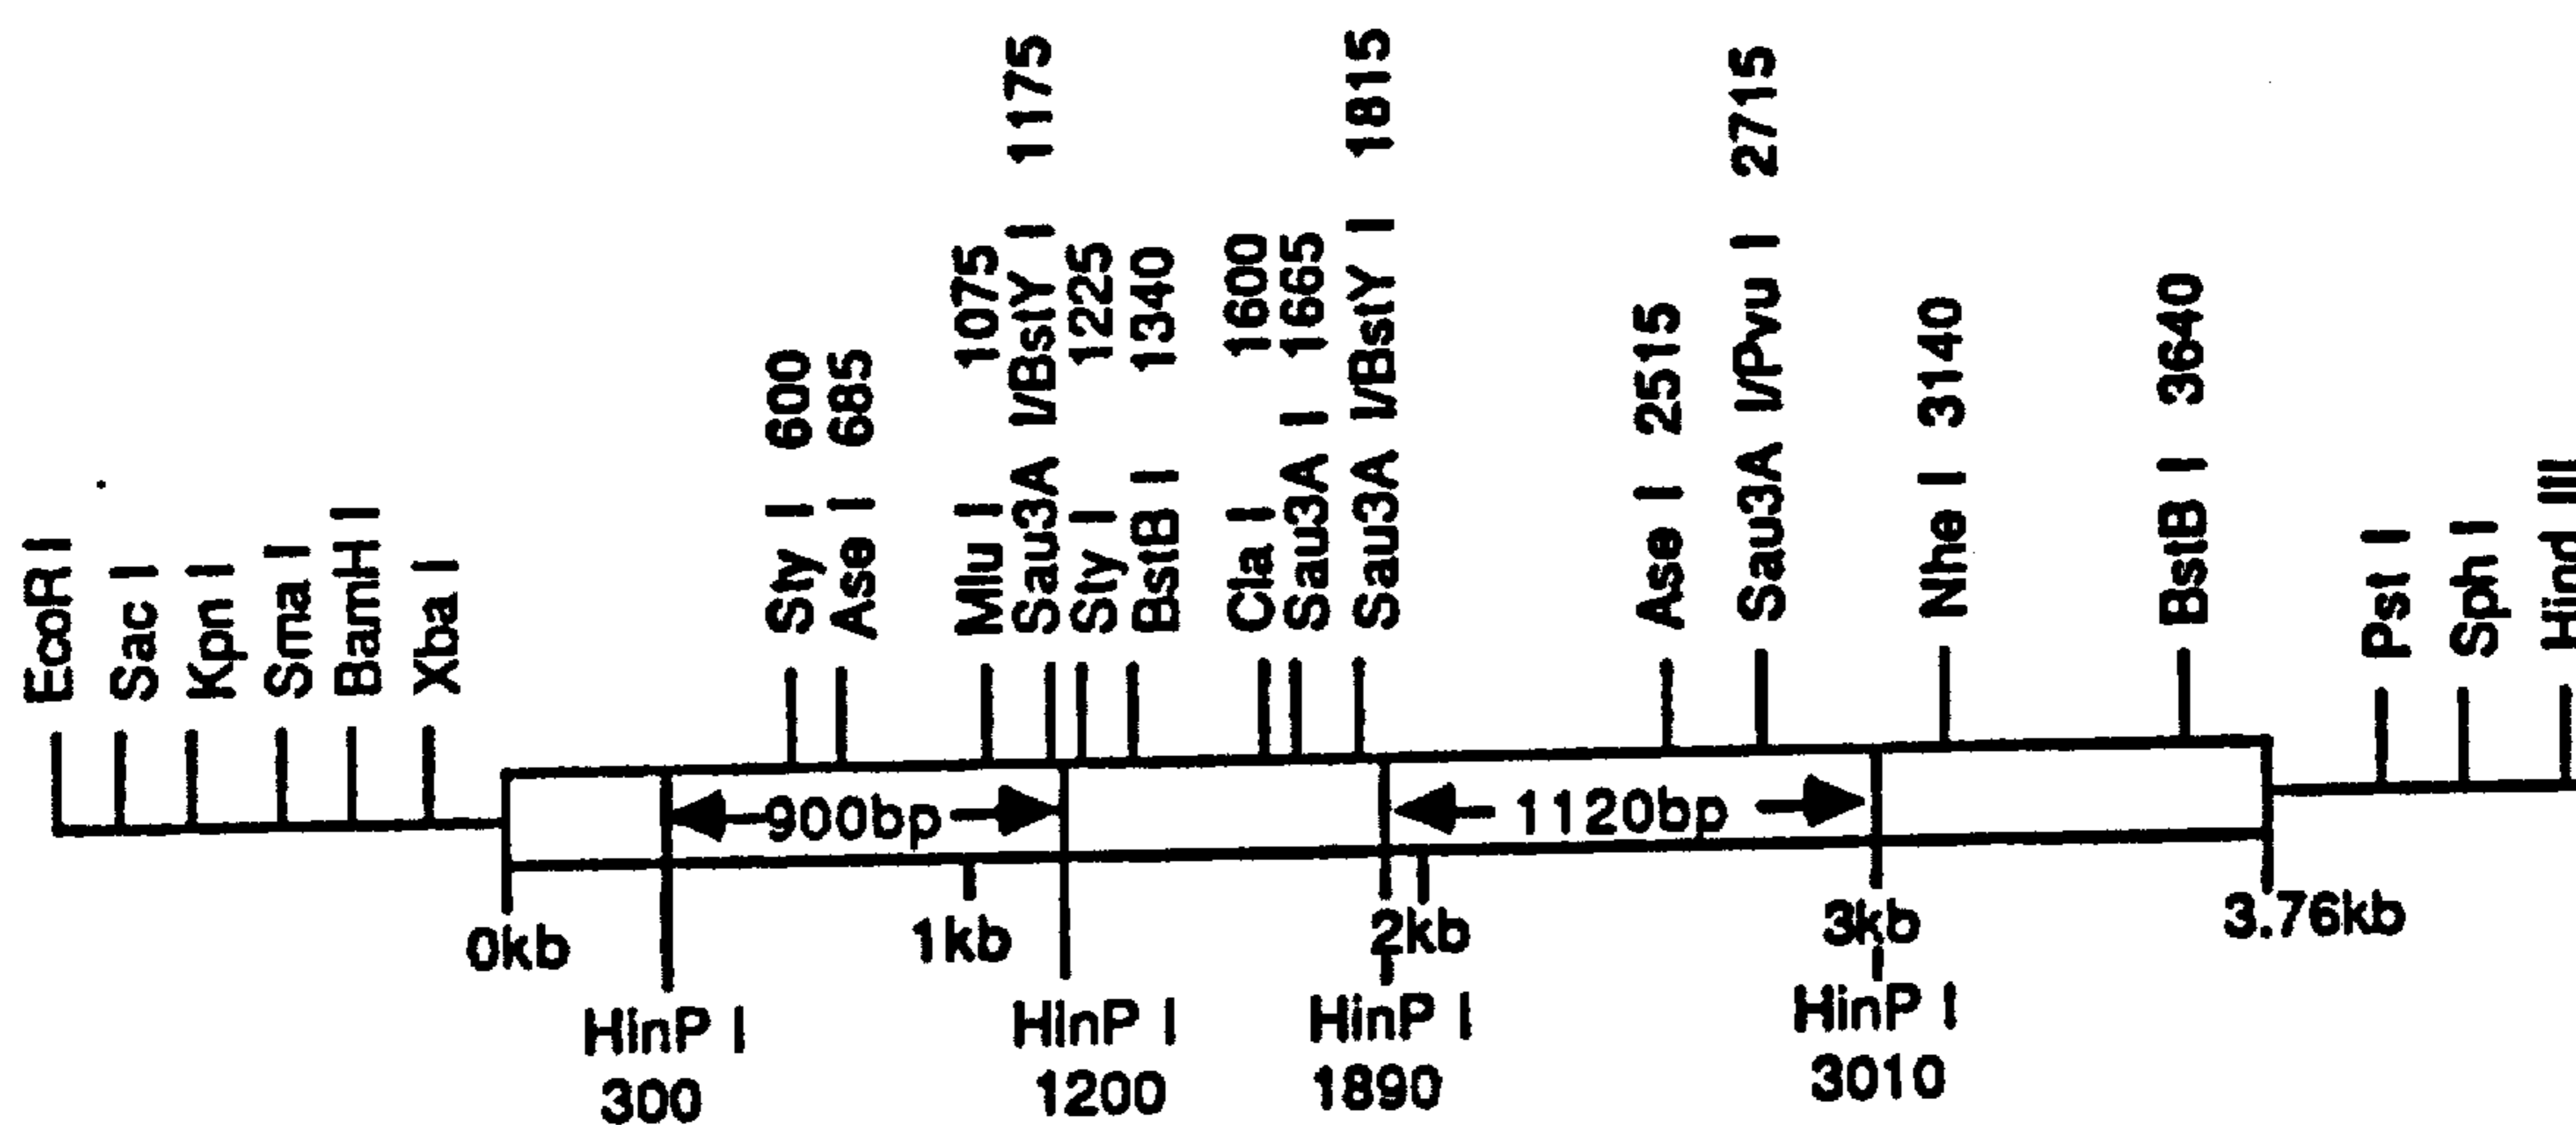 EcoR I
Sac I
Kpn I
Sma I
BamH I
Xba I
Sty I 600
Ase I 685
Mlu I 1075
Sau3A I/BstY I 1175
Sty I 1225
BstB I 1340
Cla I 1600
Sau3A I 1665
Sau3A I/BstY I 1815
Ase I 2515
Sau3A I/Pvu I 2715
Nhe I 3140
BstB I 3640
Pst I
Sph I
Hind III
900bp
1120bp
0kb
1kb
2kb
3kb
3.76kb
HinP I
300
HinP I
1200
HinP I
1890
HinP I
3010